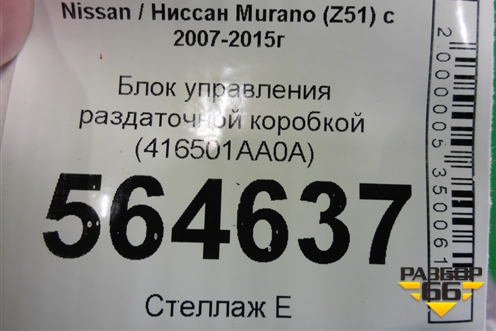 Nissan / Ниссан Murano (Z51) с
2007-2015г
Блок управления
раздаточной коробкой
(416501AA0A)
564637
Стеллаж Е
РАЗБОР
66